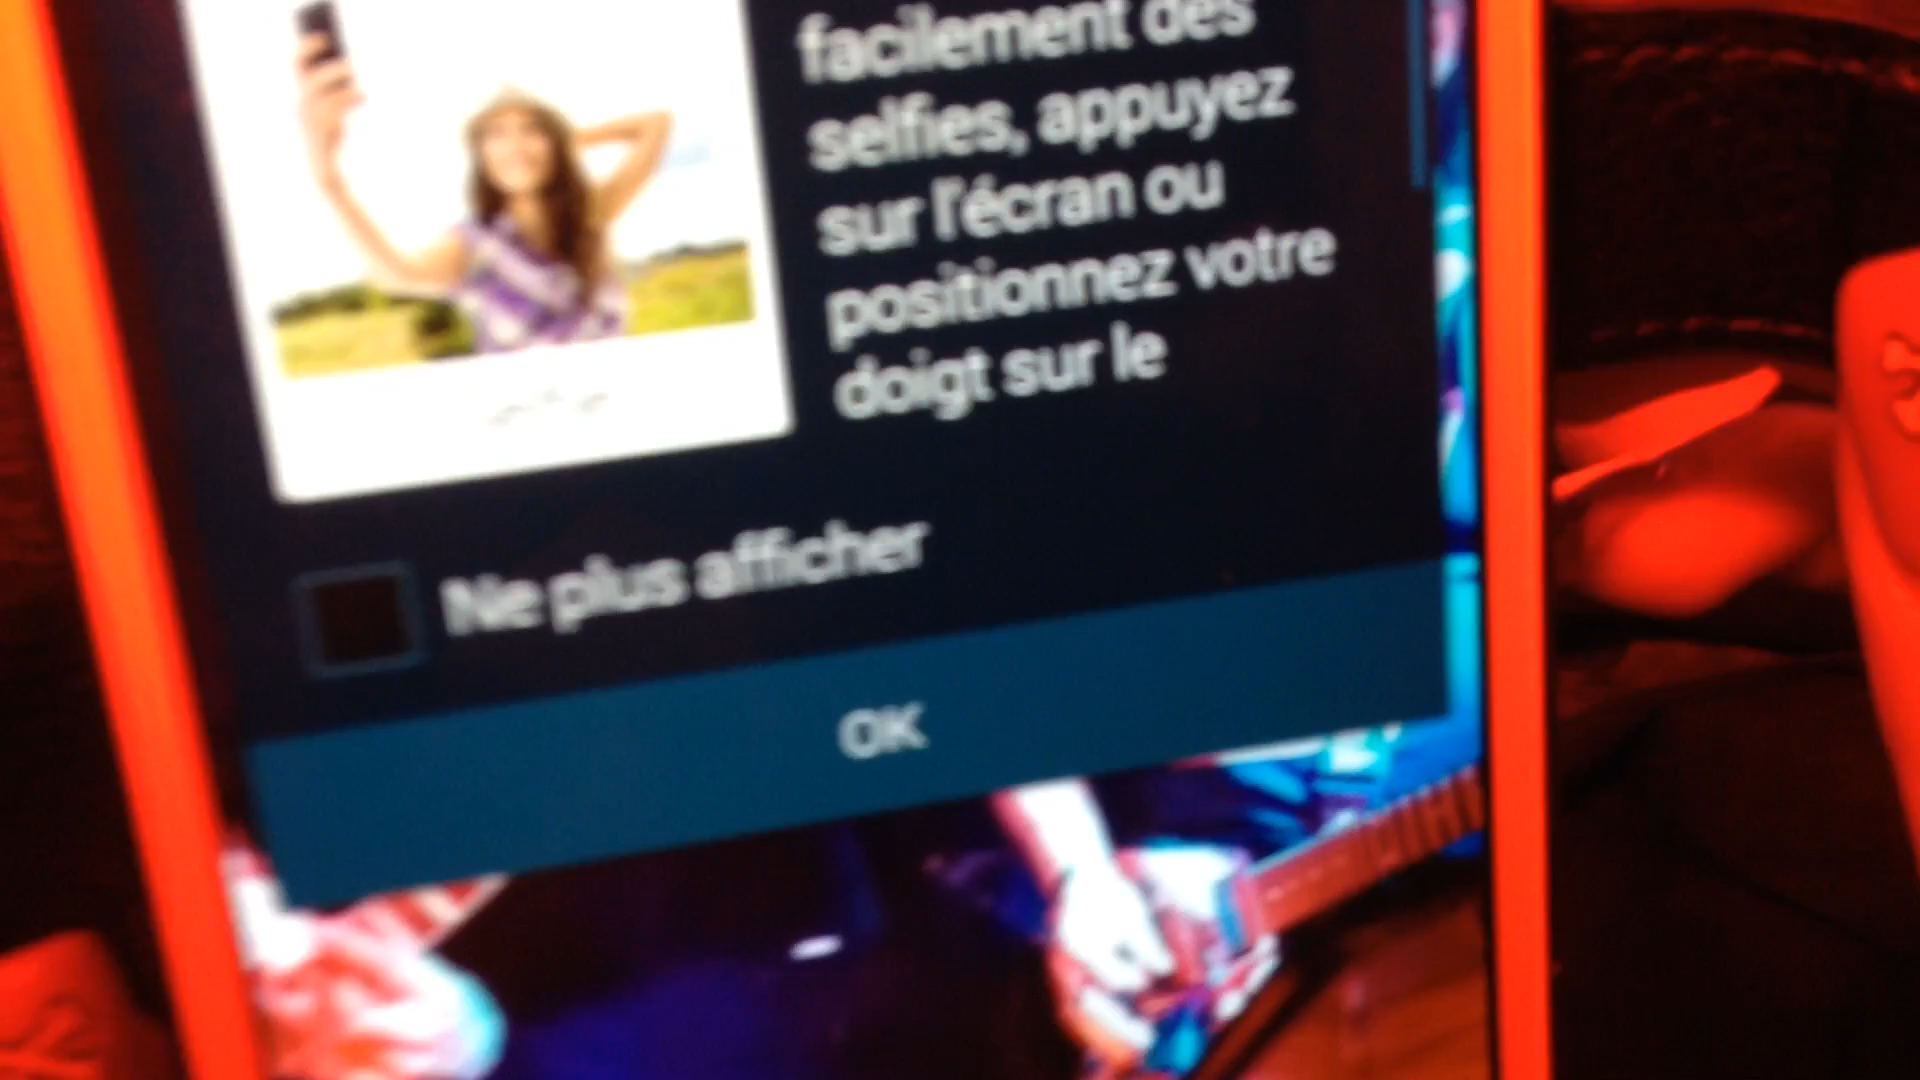 facilement des
selfies, appuyez
sur l'écran ou
positionnez votre
doigt sur le
Ne plus afficher
OK